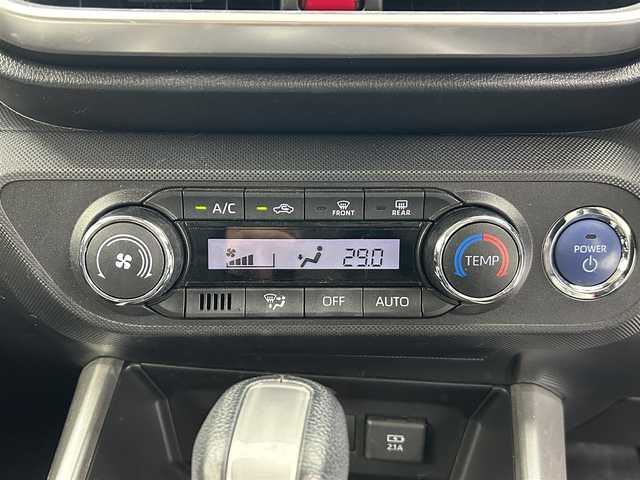 A/C
FRONT
REAR
29.0
TEMP
POWER
OFF
AUTO
2.1A